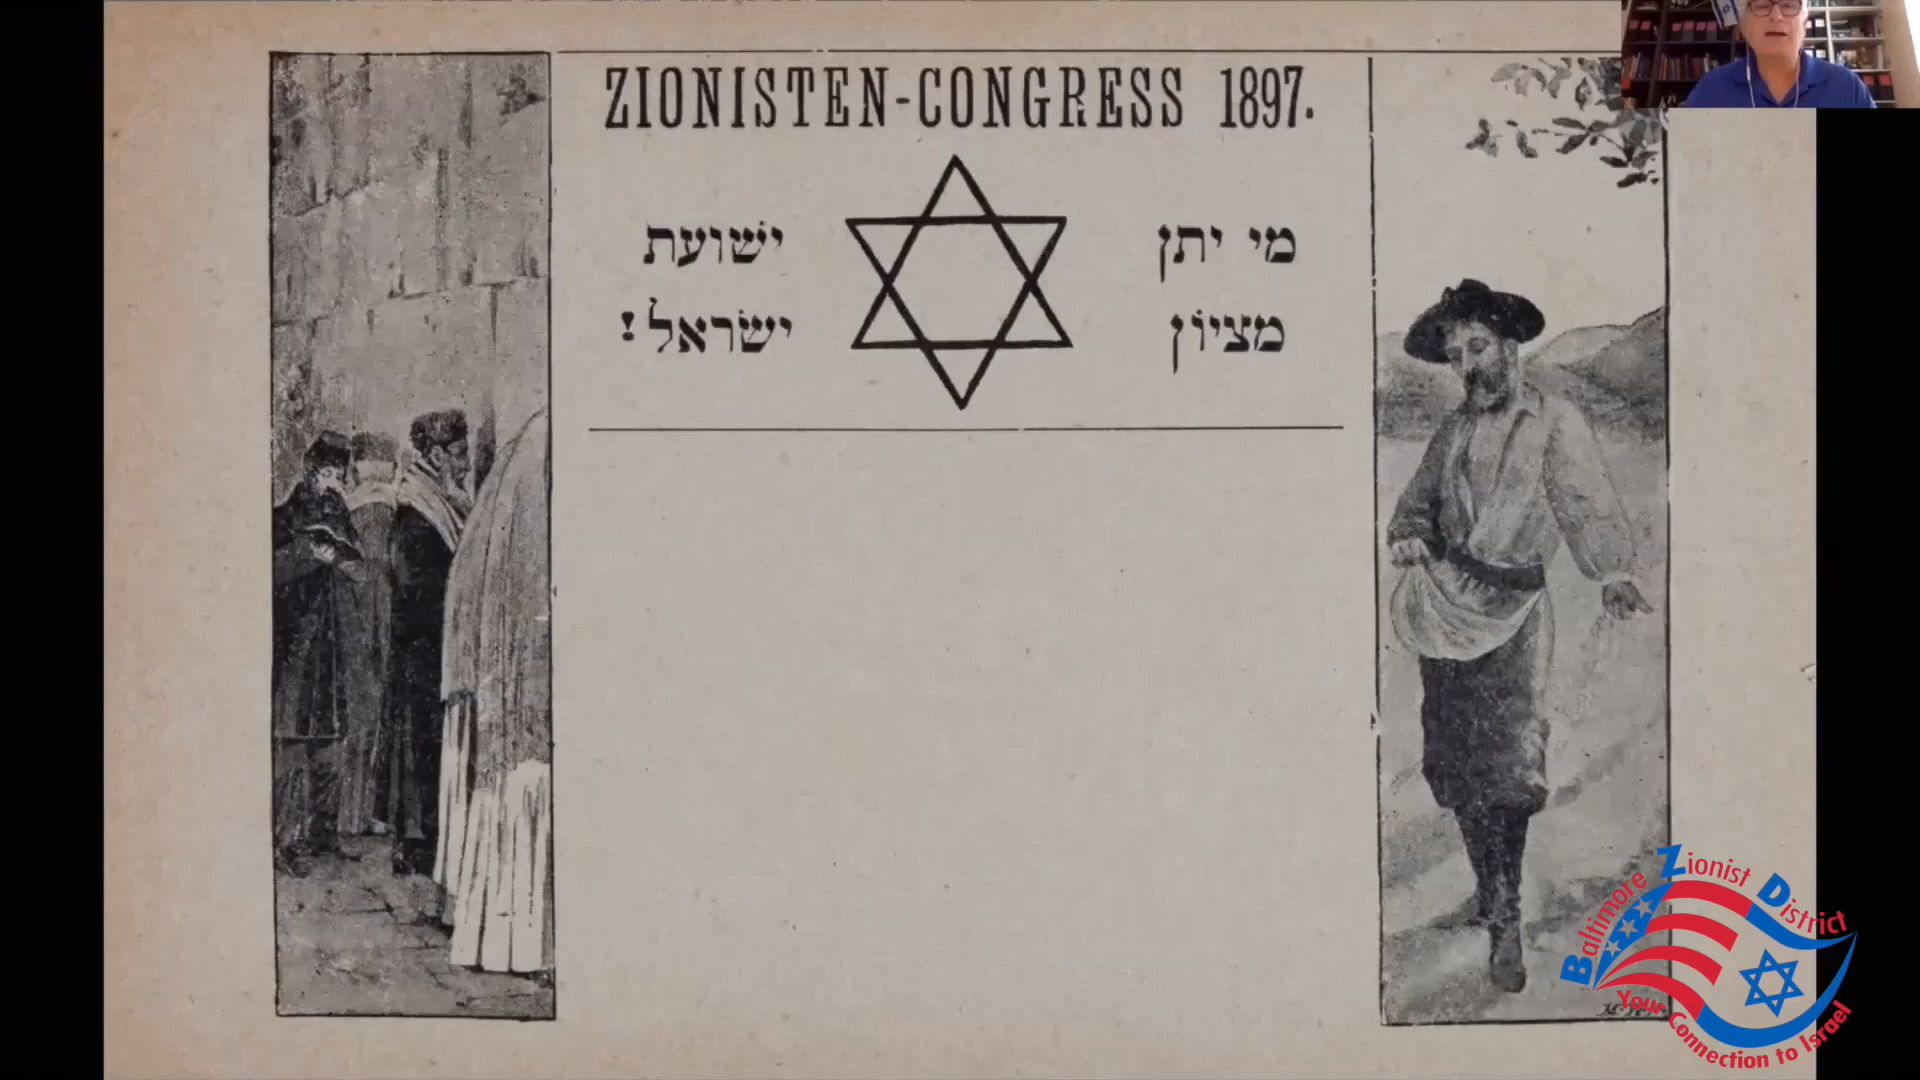 ZIONISTEN-CONGRESS 1897.
מי יתן
מציון
ישועת
ישראל!
Baltimore Zionist District
Your Connection to Israel